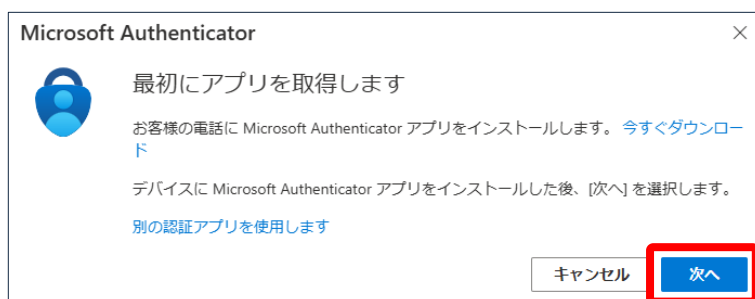 Microsoft Authenticator
最初にアプリを取得します
お客様の電話に Microsoft Authenticator アプリをインストールします。 今すぐダウンロー
ド
デバイスに Microsoft Authenticator アプリをインストールした後、[次へ] を選択します。
別の認証アプリを使用します
キャンセル 次へ